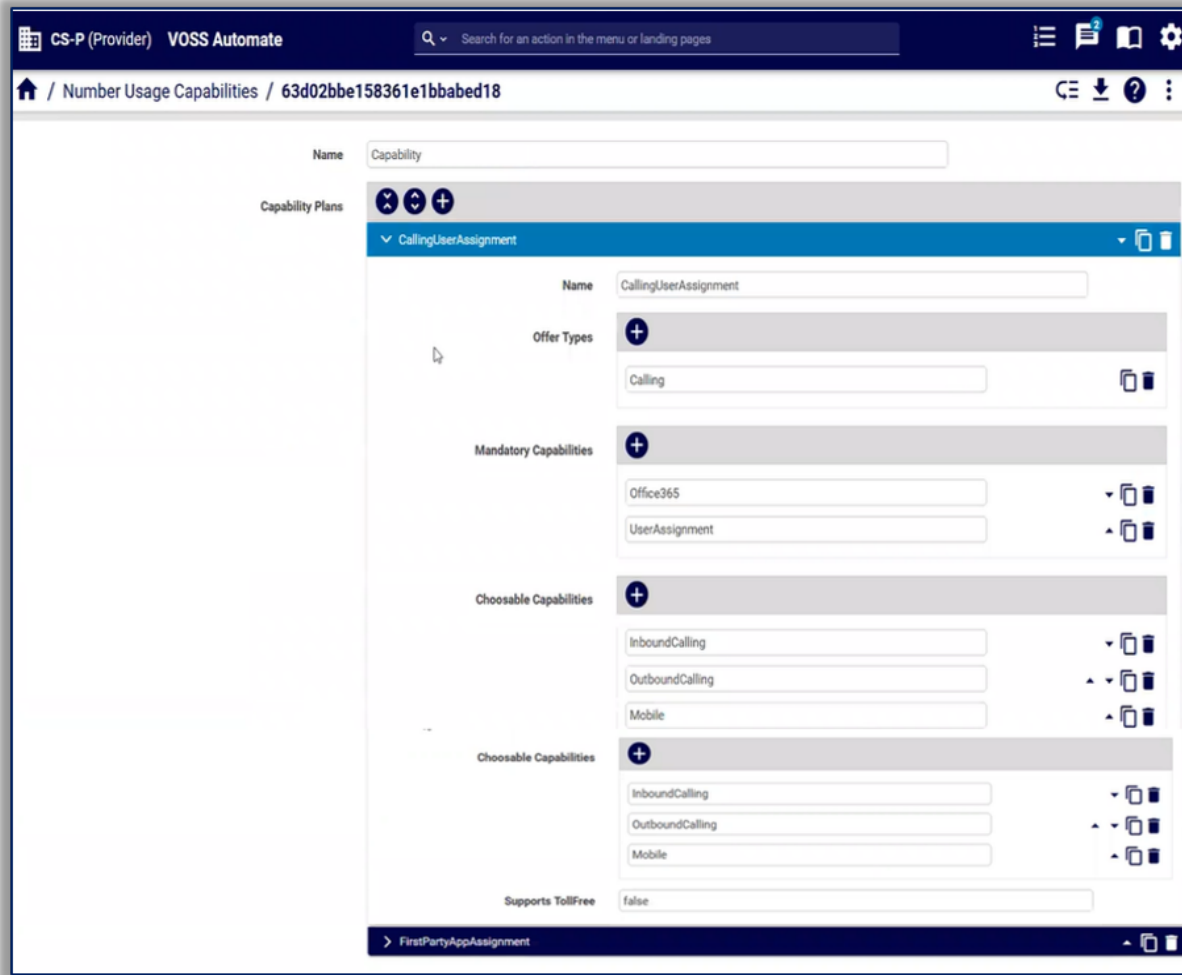 CS-P (Provider) VOSS Automate
Search for an action in the menu or landing pages
2
/ Number Usage Capabilities / 63d02bbe158361e1bbabed18
Name Capability
Capability Plans
CallingUserAssignment
Name CallingUserAssignment
Offer Types
Calling
Mandatory Capabilities
Office365
UserAssignment
Choosable Capabilities
InboundCalling
OutboundCalling
Mobile
Choosable Capabilities
InboundCalling
OutboundCalling
Mobile
Supports TollFree false
FirstPartyAppAssignment